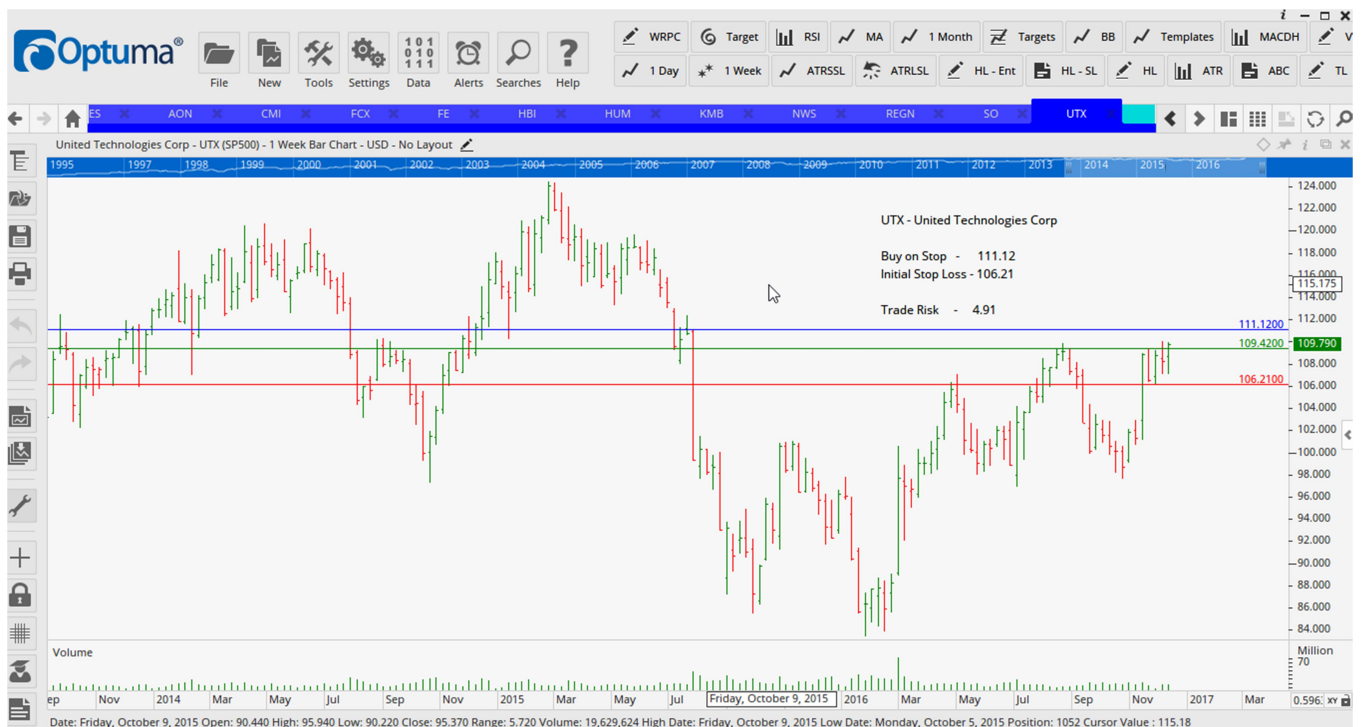 Optuma®
File New Tools Settings Data Alerts Searches Help
WRPC Target RSI MA 1 Month Targets BB Templates MACDH V
1 Day 1 Week ATRSSL ATRLSL HL - Ent HL - SL HL ATR ABC TL
ES AON CMI FCX FE HBI HUM KMB NWS REGN SO UTX
United Technologies Corp - UTX (SP500) - 1 Week Bar Chart - USD - No Layout
1995 1997 1998 1999 2000 2001 2002 2003 2004 2005 2006 2007 2008 2009 2010 2011 2012 2013 2014 2015 2016
124.000
122.000
UTX - United Technologies Corp
120.000
118.000
Buy on Stop - 111.12
Initial Stop Loss - 106.21
116.000
115.175
114.000
Trade Risk - 4.91
112.000
111.1200
109.4200
109.790
108.000
106.2100
106.000
104.000
102.000
100.000
98.000
96.000
94.000
92.000
90.000
88.000
86.000
84.000
Volume
Million
70
ep Nov 2014 Mar May Jul Sep Nov 2015 Mar May Jul Friday, October 9, 2015 2016 Mar May Jul Sep Nov 2017 Mar 0.596 XY
Date: Friday, October 9, 2015 Open: 90.440 High: 95.940 Low: 90.220 Close: 95.370 Range: 5.720 Volume: 19,629,624 High Date: Friday, October 9, 2015 Low Date: Monday, October 5, 2015 Position: 1052 Cursor Value : 115.18